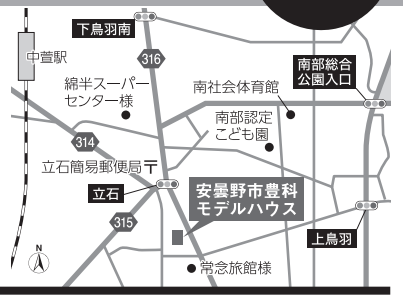 下鳥羽南
中萱駅
316
綿半スーパー
センター様
南社会体育館
南部総合
公園入口
南部認定
こども園
314
立石簡易郵便局〒
立石
安曇野市豊科
モデルハウス
315
上鳥羽
N
常念旅館様